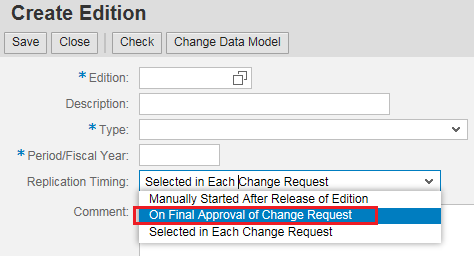 Create Edition
Save Close Check Change Data Model
* Edition:
Description:
* Type:
* Period/Fiscal Year:
Replication Timing: Selected in Each Change Request
Manually Started After Release of Edition
Comment: On Final Approval of Change Request
Selected in Each Change Request